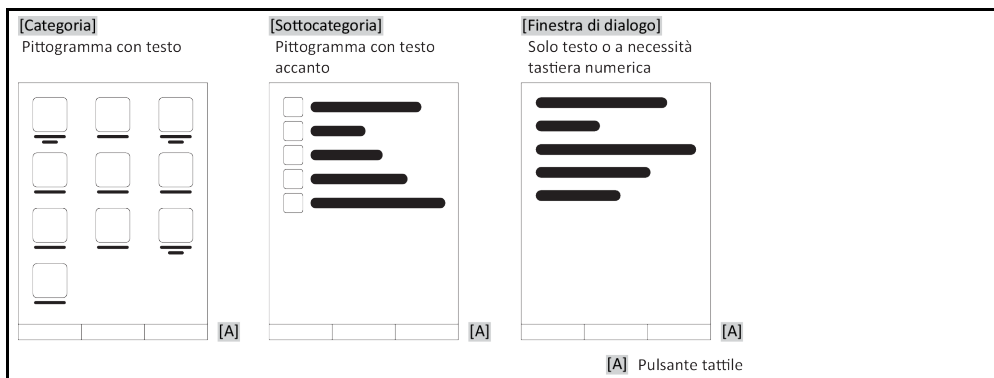 [Categoria]
Pittogramma con testo
[Sottocategoria]
Pittogramma con testo
accanto
[Finestra di dialogo]
Solo testo o a necessità
tastiera numerica
[A]
[A]
[A]
[A] Pulsante tattile